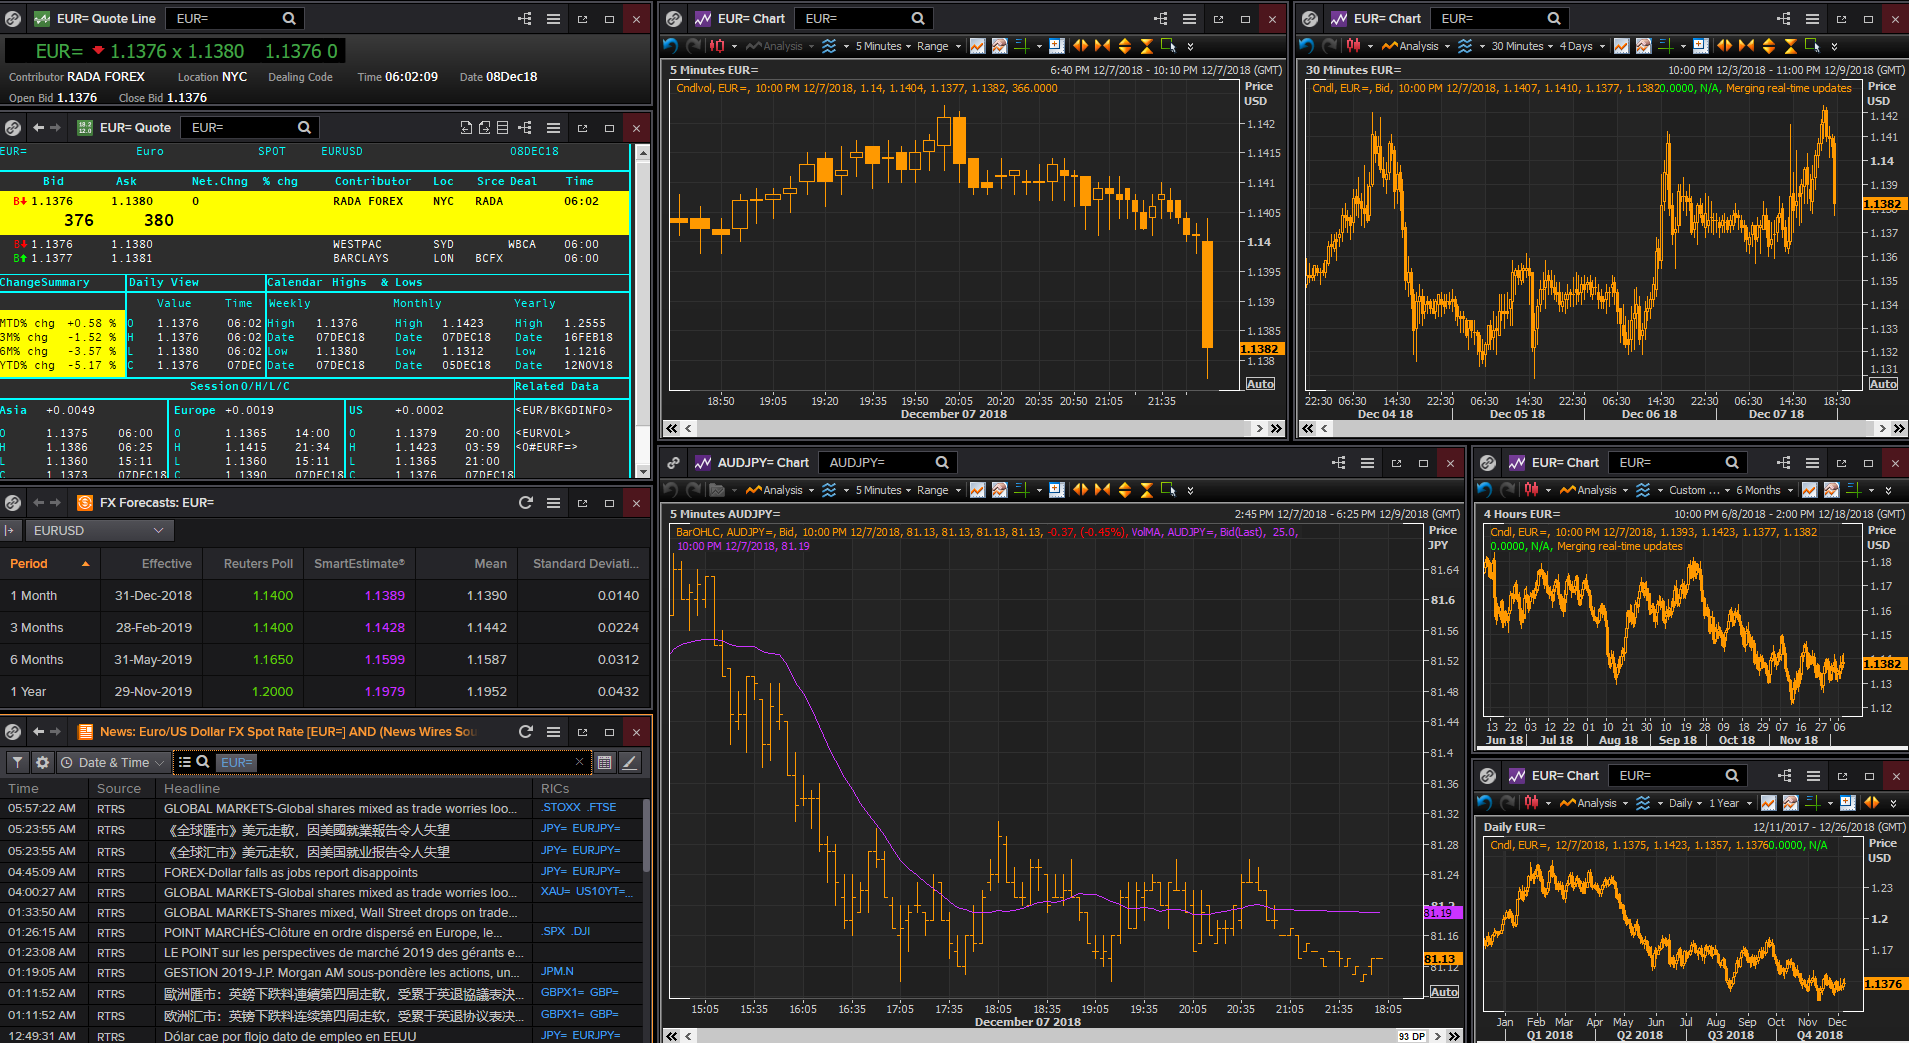 EUR= Quote Line EUR=
EUR= 1.1376 x 1.1380 1.1376 0
Contributor RADA FOREX Location NYC Dealing Code Time 06:02:09 Date 08Dec18
Open Bid 1.1376 Close Bid 1.1376
EUR= Quote EUR=
EUR= Euro SPOT EURUSD 08DEC18
Bid Ask Net.Chng % chg Contributor Loc Srce Deal Time
B 1.1376 1.1380 0 RADA FOREX NYC RADA 06:02
376 380
B 1.1376 1.1380 WESTPAC SYD WBCA 06:00
B 1.1377 1.1381 BARCLAYS LON BCFX 06:00
ChangeSummary Daily View Calendar Highs & Lows
Value Time Weekly Monthly Yearly
MTD% chg +0.58 % O 1.1376 06:02 High 1.1376 High 1.1423 High 1.2555
3M% chg -1.52 % H 1.1376 06:02 Date 07DEC18 Date 07DEC18 Date 16FEB18
6M% chg -3.57 % L 1.1380 06:02 Low 1.1380 Low 1.1312 Low 1.1216
YTD% chg -5.17 % C 1.1376 07DEC Date 07DEC18 Date 05DEC18 Date 12NOV18
Session O/H/L/C Related Data
Asia +0.0049 Europe +0.0019 US +0.0002 <EUR/BKGDINFO>
O 1.1375 06:00 O 1.1365 14:00 O 1.1379 20:00 <EURVOL>
H 1.1386 06:25 H 1.1415 21:34 H 1.1423 03:59 <O#EURF=>
L 1.1360 15:11 L 1.1360 15:11 L 1.1365 21:00
C 1.1373 07DEC18 C 1.1396 07DEC18 C 1.1376 07DEC18
FX Forecasts: EUR=
EURUSD
Period Effective Reuters Poll SmartEstimate® Mean Standard Deviati...
1 Month 31-Dec-2018 1.1400 1.1389 1.1390 0.0140
3 Months 28-Feb-2019 1.1400 1.1428 1.1442 0.0224
6 Months 31-May-2019 1.1650 1.1599 1.1587 0.0312
1 Year 29-Nov-2019 1.2000 1.1979 1.1952 0.0432
News: Euro/US Dollar FX Spot Rate [EUR=] AND (News Wires Sou
Date & Time EUR=
Time Source Headline RICs
05:57:22 AM RTRS GLOBAL MARKETS-Global shares mixed as trade worries loo... .STOXX .FTSE
05:23:55 AM RTRS 《全球匯市》美元走軟，因美國就業報告令人失望 JPY= EURJPY=
05:23:55 AM RTRS 《全球汇市》美元走软，因美国就业报告令人失望 JPY= EURJPY=
04:45:09 AM RTRS FOREX-Dollar falls as jobs report disappoints JPY= EURJPY=
04:00:27 AM RTRS GLOBAL MARKETS-Global shares mixed as trade worries loo... XAU= US10YT=...
01:33:50 AM RTRS GLOBAL MARKETS-Shares mixed, Wall Street drops on trade...
01:26:15 AM RTRS POINT MARCHÉS-Clôture en ordre dispersé en Europe, le... .SPX .DJI
01:23:08 AM RTRS LE POINT sur les perspectives de marché 2019 des gérants e...
01:19:05 AM RTRS GESTION 2019-J.P. Morgan AM sous-pondère les actions, un... JPM.N
01:11:52 AM RTRS 歐洲匯市：英鎊下跌料連續第四周走軟，受累于英退協議表決... GBPX1= GBP=
01:11:52 AM RTRS 欧洲汇市：英镑下跌料连续第四周走软，受累于英退协议表决... GBPX1= GBP=
12:49:31 AM RTRS Dólar cae por flojo dato de empleo en EEUU JPY= EURJPY=
EUR= Chart EUR=
Analysis 5 Minutes Range
5 Minutes EUR= 6:40 PM 12/7/2018 - 10:10 PM 12/7/2018 (GMT)
Cndlvol, EUR=, 10:00 PM 12/7/2018, 1.14, 1.1404, 1.1377, 1.1382, 366.0000
Price
USD
1.142
1.1415
1.141
1.1405
1.14
1.1395
1.139
1.1385
1.1382
1.138
Auto
18:50 19:05 19:20 19:35 19:50 20:05 20:20 20:35 20:50 21:05 21:35
December 07 2018
EUR= Chart EUR=
Analysis 30 Minutes 4 Days
30 Minutes EUR= 10:00 PM 12/3/2018 - 11:00 PM 12/9/2018 (GMT)
Cndl, EUR=, Bid, 10:00 PM 12/7/2018, 1.1407, 1.1410, 1.1377, 1.1382 0.0000, N/A, Merging real-time updates
Price
USD
1.142
1.141
1.14
1.139
1.1382
1.138
1.137
1.136
1.135
1.134
1.133
1.132
1.131
Auto
22:30 06:30 14:30 22:30 06:30 14:30 22:30 06:30 14:30 22:30 06:30 14:30 18:30
Dec 04 18 Dec 05 18 Dec 06 18 Dec 07 18
AUDJPY= Chart AUDJPY=
Analysis 5 Minutes Range
5 Minutes AUDJPY= 2:45 PM 12/7/2018 - 6:25 PM 12/9/2018 (GMT)
BarOHLC, AUDJPY=, Bid, 10:00 PM 12/7/2018, 81.13, 81.13, 81.13, 81.13, -0.37, (-0.45%), VolMA, AUDJPY=, Bid(Last), 25.0,
10:00 PM 12/7/2018, 81.19
Price
JPY
81.64
81.6
81.56
81.52
81.48
81.44
81.4
81.36
81.32
81.28
81.24
81.2
81.19
81.16
81.13
81.12
Auto
15:05 15:35 16:05 16:35 17:05 17:35 18:05 18:35 19:05 19:35 20:05 20:35 21:05 21:35 18:05
December 07 2018
93 DP
EUR= Chart EUR=
Analysis Custom ... 6 Months
4 Hours EUR= 10:00 PM 6/8/2018 - 2:00 PM 12/18/2018 (GMT)
Cndl, EUR=, 10:00 PM 12/7/2018, 1.1393, 1.1423, 1.1377, 1.1382
0.0000, N/A, Merging real-time updates
Price
USD
1.18
1.17
1.16
1.15
1.14
1.1382
1.13
1.12
13 22 03 12 22 01 10 21 30 10 19 28 09 18 29 07 16 27 06
Jun 18 Jul 18 Aug 18 Sep 18 Oct 18 Nov 18
EUR= Chart EUR=
Analysis Daily 1 Year
Daily EUR= 12/11/2017 - 12/26/2018 (GMT)
Cndl, EUR=, 12/7/2018, 1.1375, 1.1423, 1.1357, 1.1376 0.0000, N/A
Price
USD
1.23
1.2
1.17
1.1376
Jan Feb Mar Apr May Jun Jul Aug Sep Oct Nov Dec
Q1 2018 Q2 2018 Q3 2018 Q4 2018